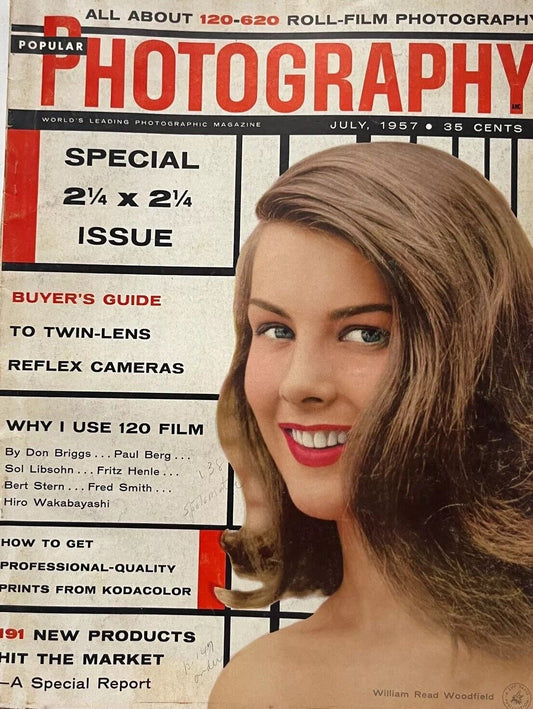 ALL ABOUT 120-620 ROLL-FILM PHOTOGRAPHY
POPULAR
PHOTOGRAPHY
WORLD'S LEADING PHOTOGRAPHIC MAGAZINE
JULY, 1957 • 35 CENTS
SPECIAL
2¼ x 2¼
ISSUE
BUYER'S GUIDE
TO TWIN-LENS
REFLEX CAMERAS
WHY I USE 120 FILM
By Don Briggs . . . Paul Berg . . .
Sol Libsohn . . . Fritz Henle . . .
Bert Stern . . . Fred Smith . . .
Hiro Wakabayashi
HOW TO GET
PROFESSIONAL-QUALITY
PRINTS FROM KODACOLOR
191 NEW PRODUCTS
HIT THE MARKET
—A Special Report
William Read Woodfield